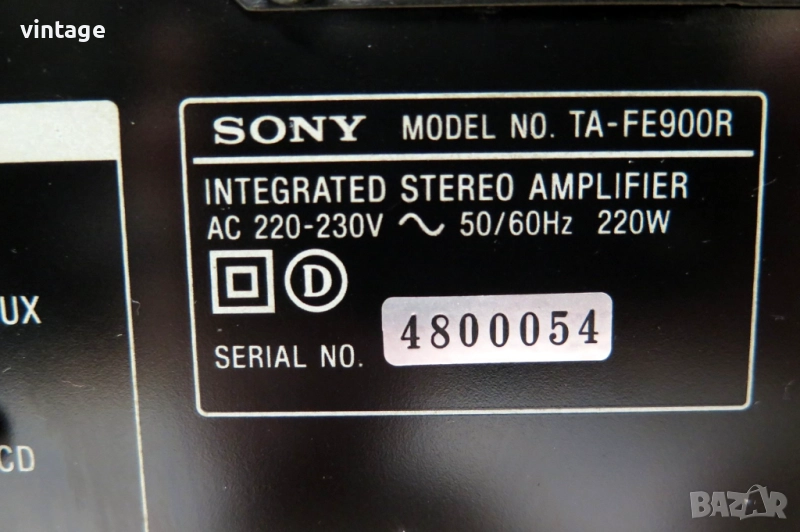 vintage
SONY MODEL NO. TA-FE900R
INTEGRATED STEREO AMPLIFIER
AC 220-230V ～ 50/60Hz 220W
D
UX
SERIAL NO. 4800054
CD
BAZAR